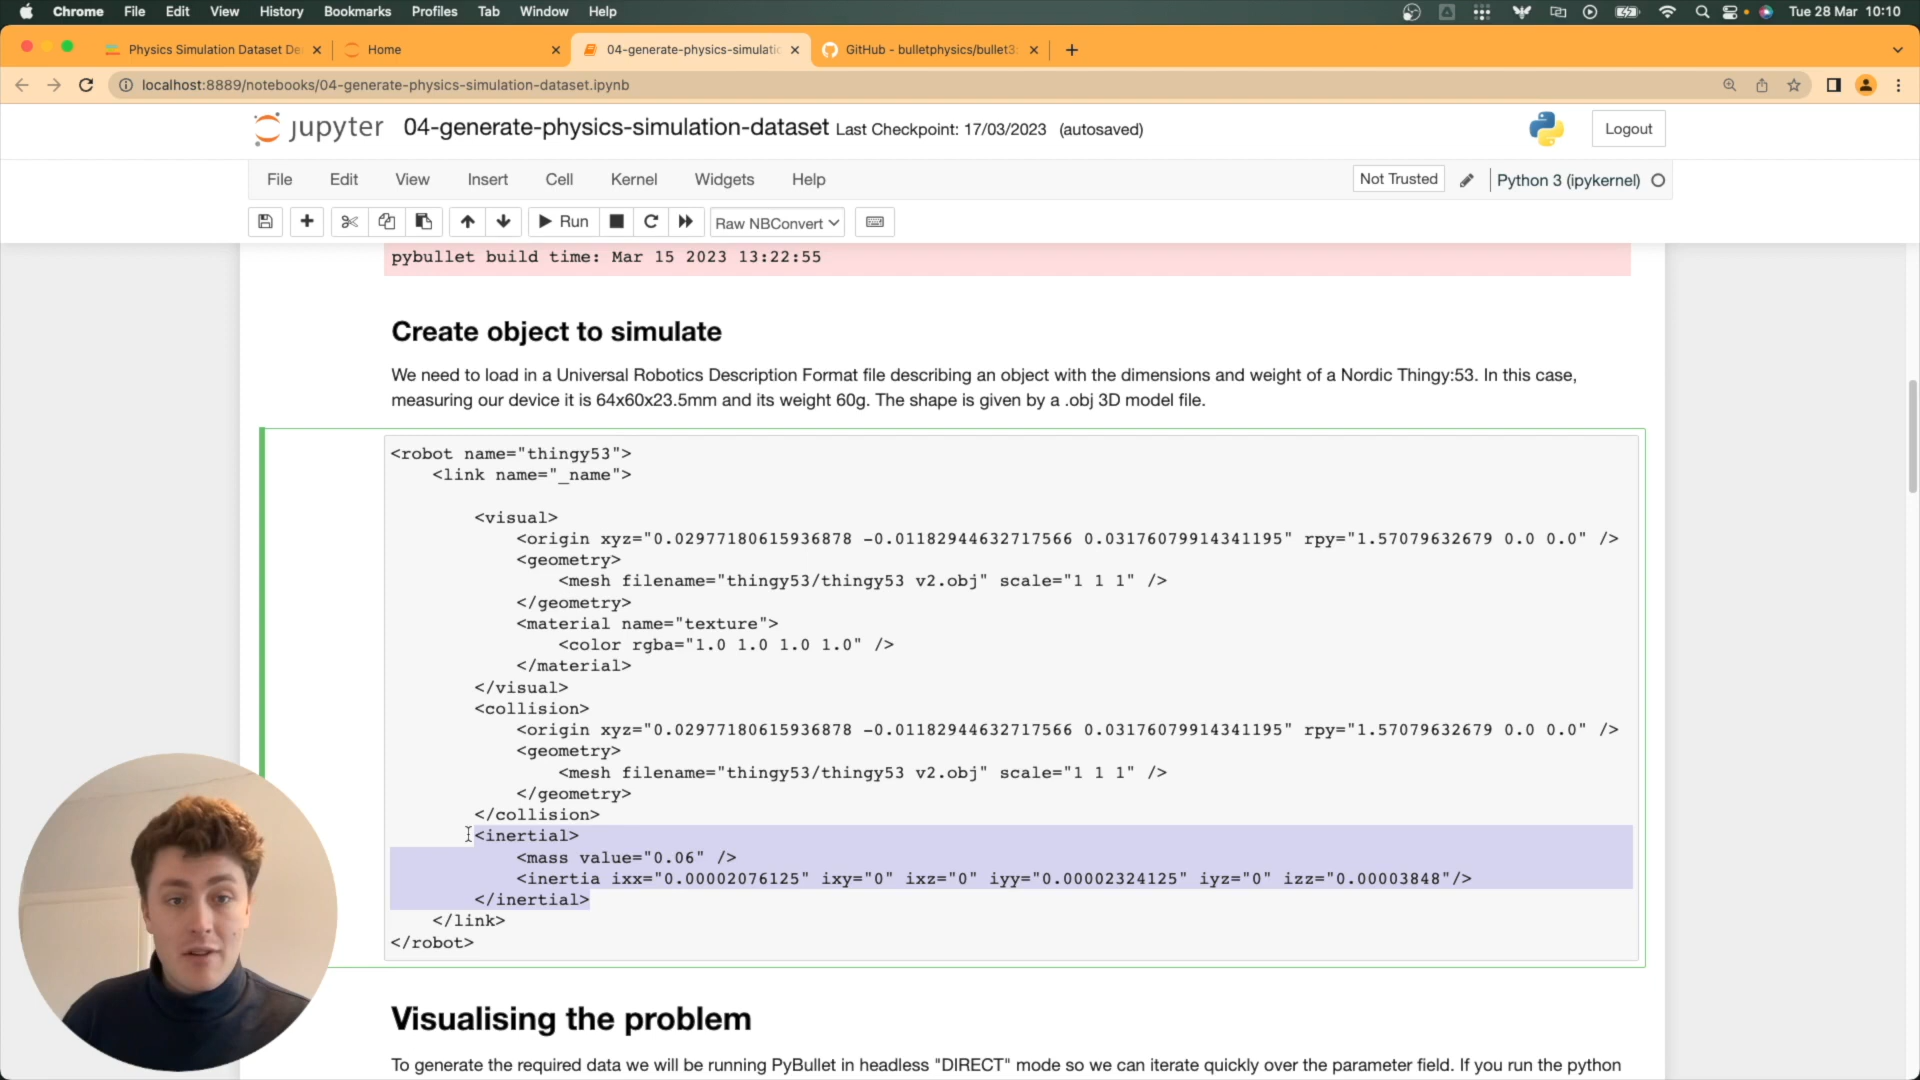 Chrome File Edit View History Bookmarks Profiles Tab Window Help Tue 28 Mar 10:10
Physics Simulation Dataset De Home 04-generate-physics-simulatic GitHub - bulletphysics/bullet3:
localhost:8889/notebooks/04-generate-physics-simulation-dataset.ipynb
jupyter 04-generate-physics-simulation-dataset Last Checkpoint: 17/03/2023 (autosaved) Logout
File Edit View Insert Cell Kernel Widgets Help Not Trusted Python 3 (ipykernel)
Run Raw NBConvert
pybullet build time: Mar 15 2023 13:22:55
Create object to simulate
We need to load in a Universal Robotics Description Format file describing an object with the dimensions and weight of a Nordic Thingy:53. In this case,
measuring our device it is 64x60x23.5mm and its weight 60g. The shape is given by a .obj 3D model file.
<robot name="thingy53">
<link name="_name">
<visual>
<origin xyz="0.02977180615936878 -0.01182944632717566 0.03176079914341195" rpy="1.57079632679 0.0 0.0" />
<geometry>
<mesh filename="thingy53/thingy53 v2.obj" scale="1 1 1" />
</geometry>
<material name="texture">
<color rgba="1.0 1.0 1.0 1.0" />
</material>
</visual>
<collision>
<origin xyz="0.02977180615936878 -0.01182944632717566 0.03176079914341195" rpy="1.57079632679 0.0 0.0" />
<geometry>
<mesh filename="thingy53/thingy53 v2.obj" scale="1 1 1" />
</geometry>
</collision>
<inertial>
<mass value="0.06" />
<inertia ixx="0.00002076125" ixy="0" ixz="0" iyy="0.00002324125" iyz="0" izz="0.00003848"/>
</inertial>
</link>
</robot>
Visualising the problem
To generate the required data we will be running PyBullet in headless "DIRECT" mode so we can iterate quickly over the parameter field. If you run the python